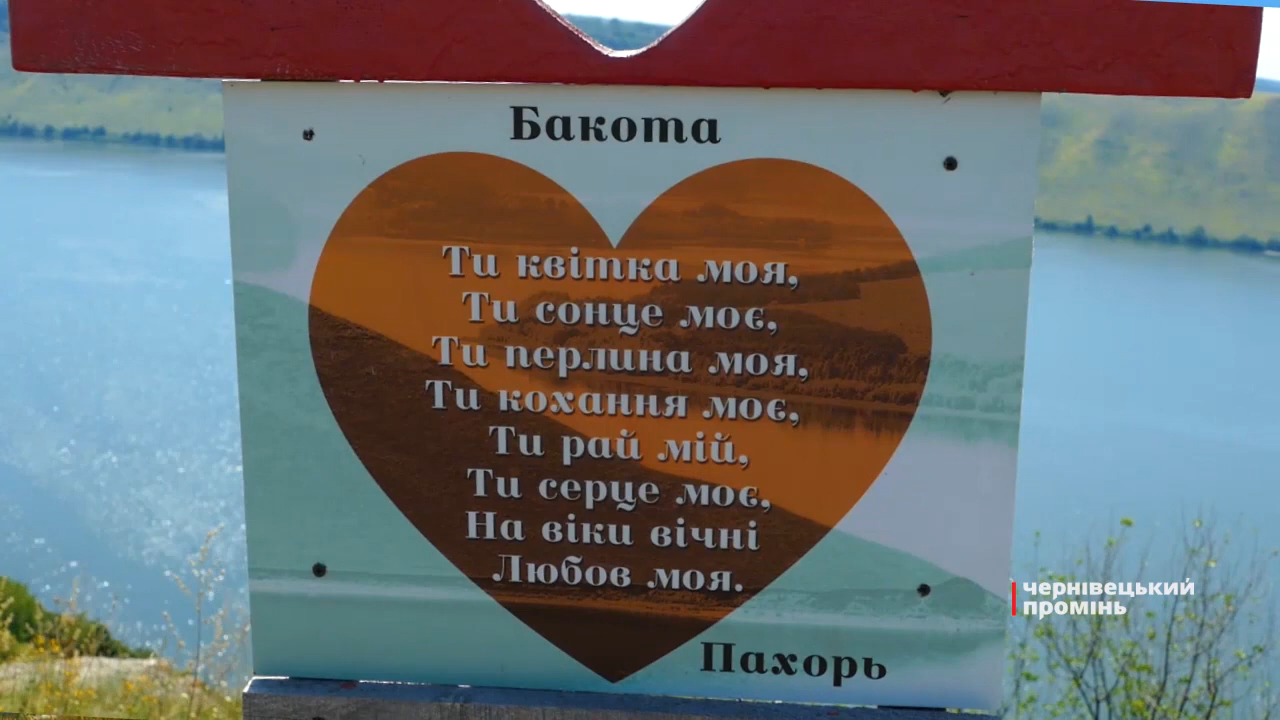 Бакота
Ти квітка моя,
Ти сонце моє,
Ти перлина моя,
Ти кохання моє,
Ти рай мій,
Ти серце моє,
На віки вічні
Любов моя.
Пахорь
чернівецький
промінь